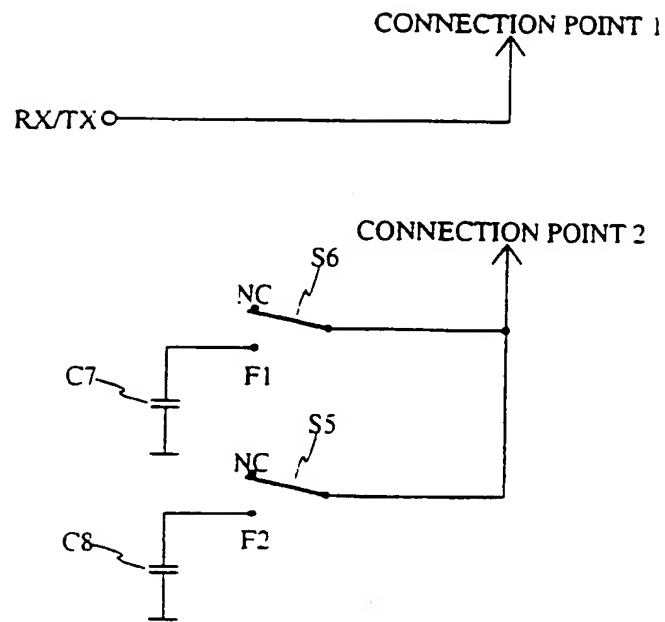 CONNECTION POINT 1
RX/TX
CONNECTION POINT 2
S6
NC
C7
F1
S5
NC
C8
F2